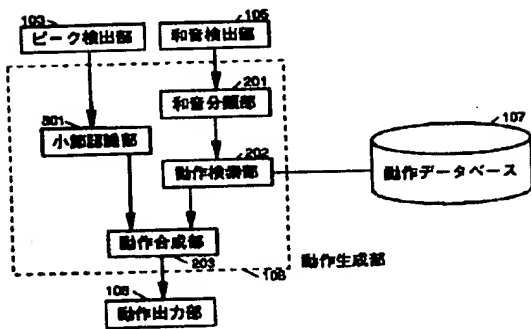 103
ピーク検出部
105
和音検出部
201
和音分類部
301
小節認識部
202
動作検索部
107
動作データベース
動作合成部
203
動作生成部
106
動作出力部